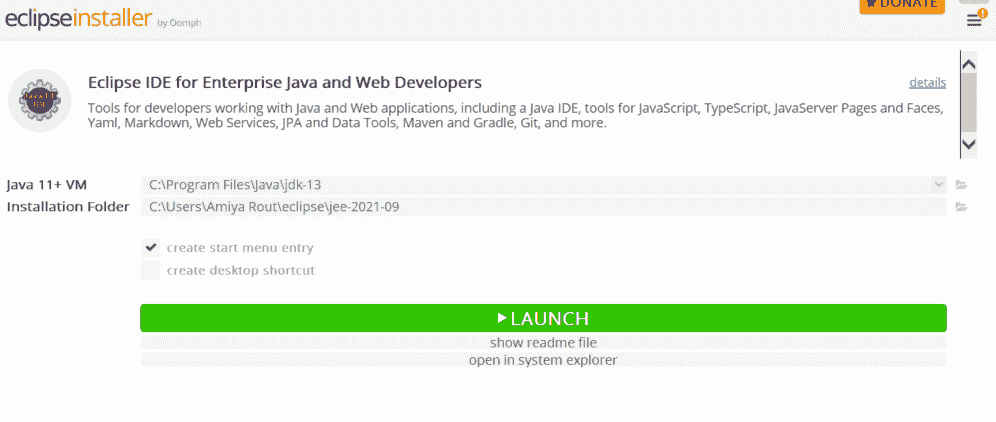 DONATE
eclipseinstaller by Oomph
Eclipse IDE for Enterprise Java and Web Developers
details
Tools for developers working with Java and Web applications, including a Java IDE, tools for JavaScript, TypeScript, JavaServer Pages and Faces,
Yaml, Markdown, Web Services, JPA and Data Tools, Maven and Gradle, Git, and more.
Java 11+ VM
C:\Program Files\Java\jdk-13
Installation Folder
C:\Users\Amiya Rout\eclipse\jee-2021-09
create start menu entry
create desktop shortcut
LAUNCH
show readme file
open in system explorer